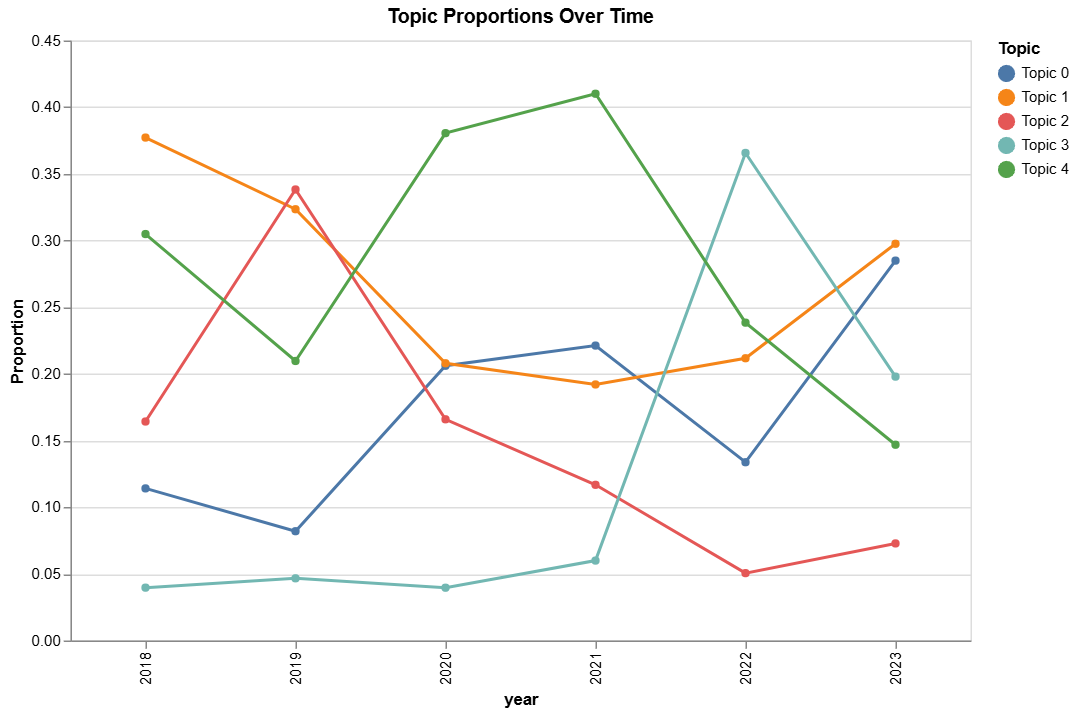 Topic Proportions Over Time
0.45
0.40
0.35
0.30
0.25
0.20
0.15
0.10
0.05
0.00
Proportion
2018
2019
2020
2021
2022
2023
year
Topic
Topic 0
Topic 1
Topic 2
Topic 3
Topic 4